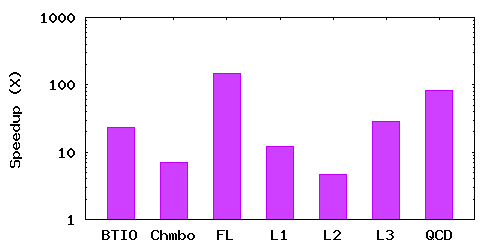 1000
100
10
1
Speedup (X)
BTIO Chmbo FL L1 L2 L3 QCD